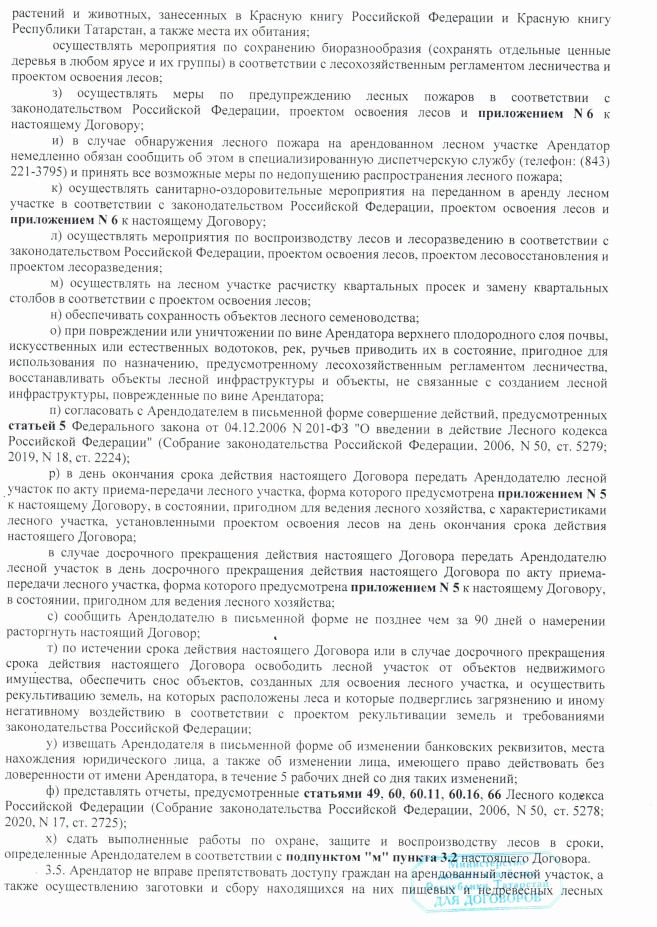 растений и животных, занесенных в Красную книгу Российской Федерации и Красную книгу
Республики Татарстан, а также места их обитания;
осуществлять мероприятия по сохранению биоразнообразия (сохранять отдельные ценные
деревья в любом ярусе и их группы) в соответствии с лесохозяйственным регламентом лесничества и
проектом освоения лесов;
з) осуществлять меры по предупреждению лесных пожаров в соответствии с
законодательством Российской Федерации, проектом освоения лесов и приложением N 6 к
настоящему Договору;
и) в случае обнаружения лесного пожара на арендованном лесном участке Арендатор
немедленно обязан сообщить об этом в специализированную диспетчерскую службу (телефон: (843)
221-3795) и принять все возможные меры по недопущению распространения лесного пожара;
к) осуществлять санитарно-оздоровительные мероприятия на переданном в аренду лесном
участке в соответствии с законодательством Российской Федерации, проектом освоения лесов и
приложением N 6 к настоящему Договору;
л) осуществлять мероприятия по воспроизводству лесов и лесоразведению в соответствии с
законодательством Российской Федерации, проектом освоения лесов, проектом лесовосстановления и
проектом лесоразведения;
м) осуществлять на лесном участке расчистку квартальных просек и замену квартальных
столбов в соответствии с проектом освоения лесов;
н) обеспечивать сохранность объектов лесного семеноводства;
о) при повреждении или уничтожении по вине Арендатора верхнего плодородного слоя почвы,
искусственных или естественных водотоков, рек, ручьев приводить их в состояние, пригодное для
использования по назначению, предусмотренному лесохозяйственным регламентом лесничества,
восстанавливать объекты лесной инфраструктуры и объекты, не связанные с созданием лесной
инфраструктуры, поврежденные по вине Арендатора;
п) согласовать с Арендодателем в письменной форме совершение действий, предусмотренных
статьей 5 Федерального закона от 04.12.2006 N 201-ФЗ "О введении в действие Лесного кодекса
Российской Федерации" (Собрание законодательства Российской Федерации, 2006, N 50, ст. 5279;
2019, N 18, ст. 2224);
р) в день окончания срока действия настоящего Договора передать Арендодателю лесной
участок по акту приема-передачи лесного участка, форма которого предусмотрена приложением N 5
к настоящему Договору, в состоянии, пригодном для ведения лесного хозяйства, с характеристиками
лесного участка, установленными проектом освоения лесов на день окончания срока действия
настоящего Договора;
в случае досрочного прекращения действия настоящего Договора передать Арендодателю
лесной участок в день досрочного прекращения действия настоящего Договора по акту приема-
передачи лесного участка, форма которого предусмотрена приложением N 5 к настоящему Договору,
в состоянии, пригодном для ведения лесного хозяйства;
с) сообщить Арендодателю в письменной форме не позднее чем за 90 дней о намерении
расторгнуть настоящий Договор;
т) по истечении срока действия настоящего Договора или в случае досрочного прекращения
срока действия настоящего Договора освободить лесной участок от объектов недвижимого
имущества, обеспечить снос объектов, созданных для освоения лесного участка, и осуществить
рекультивацию земель, на которых расположены леса и которые подверглись загрязнению и иному
негативному воздействию в соответствии с проектом рекультивации земель и требованиями
законодательства Российской Федерации;
у) извещать Арендодателя в письменной форме об изменении банковских реквизитов, места
нахождения юридического лица, а также об изменении лица, имеющего право действовать без
доверенности от имени Арендатора, в течение 5 рабочих дней со дня таких изменений;
ф) представлять отчеты, предусмотренные статьями 49, 60, 60.11, 60.16, 66 Лесного кодекса
Российской Федерации (Собрание законодательства Российской Федерации, 2006, N 50, ст. 5278;
2020, N 17, ст. 2725);
х) сдать выполненные работы по охране, защите и воспроизводству лесов в сроки,
определенные Арендодателем в соответствии с подпунктом "м" пункта 3.2 настоящего Договора.
3.5. Арендатор не вправе препятствовать доступу граждан на арендованный лесной участок, а
также осуществлению заготовки и сбору находящихся на них пищевых и недревесных лесных
Министерство
Республики Татарстан
ДЛЯ ДОГОВОРОВ